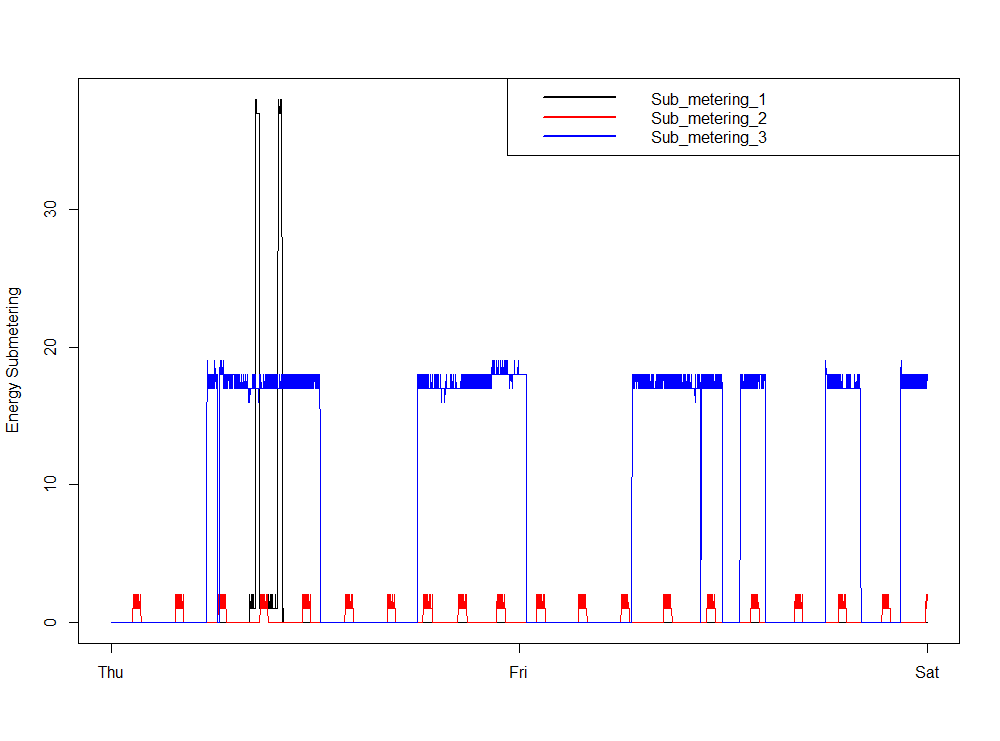 Sub_metering_1
Sub_metering_2
Sub_metering_3
Energy Submetering
30
20
10
0
Thu
Fri
Sat